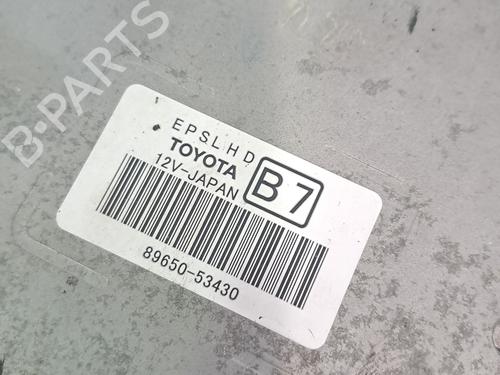 B-PARTS
EPSLHD
TOYOTA
12V-JAPAN
B7
89650-53430